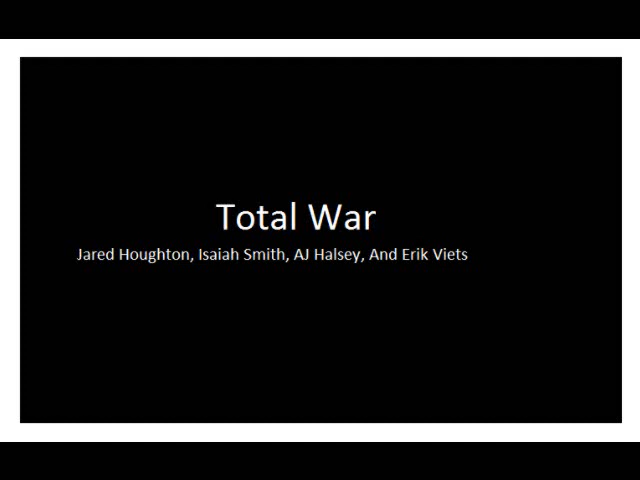 Total War
Jared Houghton, Isaiah Smith, AJ Halsey, And Erik Viets